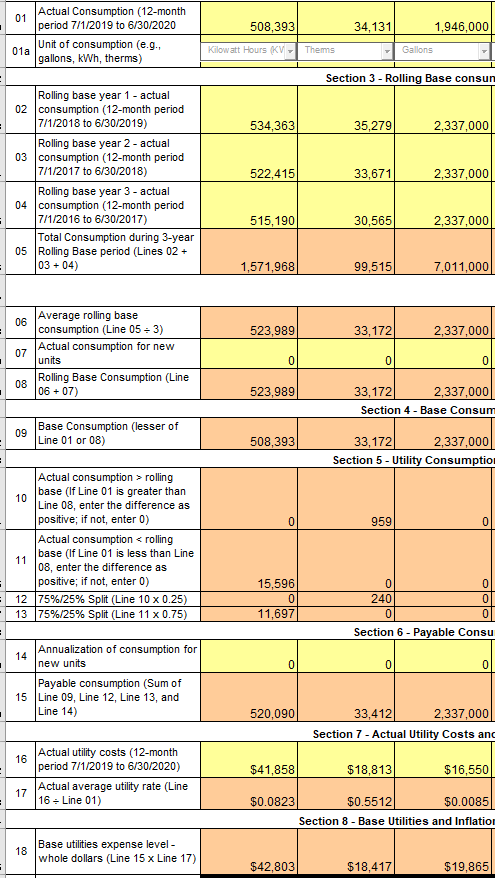 01 Actual Consumption (12-month
period 7/1/2019 to 6/30/2020 508,393 34,131 1,946,000
01a Unit of consumption (e.g.,
gallons, kWh, therms) Kilowatt Hours (KV Therms Gallons
Section 3 - Rolling Base consun
02 Rolling base year 1 - actual
consumption (12-month period
7/1/2018 to 6/30/2019) 534,363 35,279 2,337,000
03 Rolling base year 2 - actual
consumption (12-month period
7/1/2017 to 6/30/2018) 522,415 33,671 2,337,000
04 Rolling base year 3 - actual
consumption (12-month period
7/1/2016 to 6/30/2017) 515,190 30,565 2,337,000
05 Total Consumption during 3-year
Rolling Base period (Lines 02 +
03 + 04) 1,571,968 99,515 7,011,000
06 Average rolling base
consumption (Line 05 ÷ 3) 523,989 33,172 2,337,000
07 Actual consumption for new
units 0 0 0
08 Rolling Base Consumption (Line
06 + 07) 523,989 33,172 2,337,000
Section 4 - Base Consum
09 Base Consumption (lesser of
Line 01 or 08) 508,393 33,172 2,337,000
Section 5 - Utility Consumption
10 Actual consumption > rolling
base (If Line 01 is greater than
Line 08, enter the difference as
positive; if not, enter 0) 0 959 0
11 Actual consumption < rolling
base (If Line 01 is less than Line
08, enter the difference as
positive; if not, enter 0) 15,596 0 0
12 75%/25% Split (Line 10 x 0.25) 0 240 0
13 75%/25% Split (Line 11 x 0.75) 11,697 0 0
Section 6 - Payable Consu
14 Annualization of consumption for
new units 0 0 0
15 Payable consumption (Sum of
Line 09, Line 12, Line 13, and
Line 14) 520,090 33,412 2,337,000
Section 7 - Actual Utility Costs and
16 Actual utility costs (12-month
period 7/1/2019 to 6/30/2020) $41,858 $18,813 $16,550
17 Actual average utility rate (Line
16 ÷ Line 01) $0.0823 $0.5512 $0.0085
Section 8 - Base Utilities and Inflation
18 Base utilities expense level -
whole dollars (Line 15 x Line 17) $42,803 $18,417 $19,865